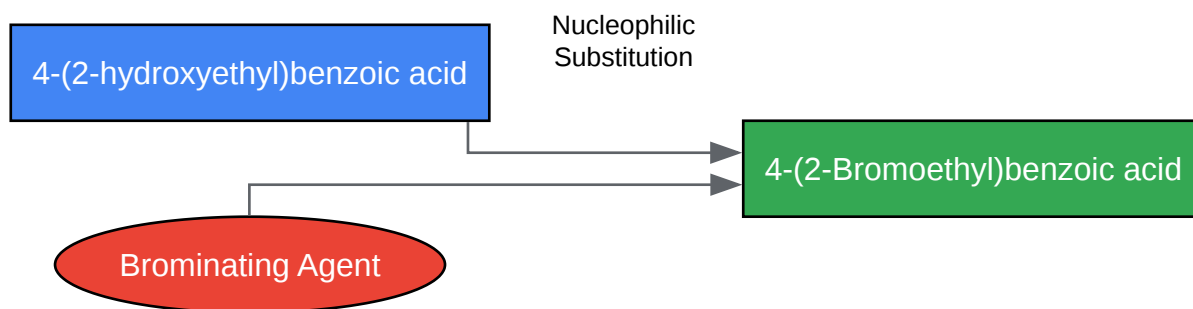 Nucleophilic
Substitution
4-(2-hydroxyethyl)benzoic acid
4-(2-Bromoethyl)benzoic acid
Brominating Agent